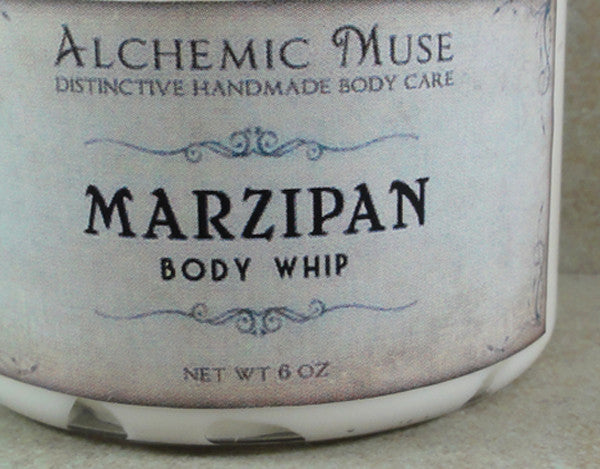 ALCHEMIC MUSE
DISTINCTIVE HANDMADE BODY CARE
MARZIPAN
BODY WHIP
NET WT 6 OZ